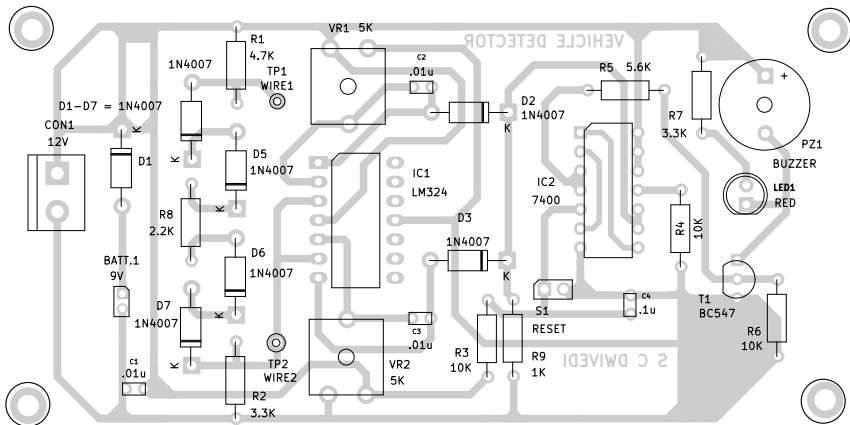 VR1 5K
VEHICLE DETECTOR
R1
4.7K
1N4007
TP1
WIRE1
C2
.01u
R5 5.6K
D1-D7 = 1N4007
CON1
12V
K
D1
D2
1N4007
K
R7
3.3K
+
PZ1
BUZZER
K
D5
1N4007
K
IC1
LM324
IC2
7400
LED1
RED
R8
2.2K
D3
1N4007
K
R4
10K
D6
1N4007
K
BATT.1
9V
D7
1N4007
K
S1
RESET
C4
.1u
T1
BC547
R6
10K
TP2
WIRE2
C3
.01u
VR2
5K
R3
10K
R9
1K
S C DWIVEDI
C1
.01u
R2
3.3K